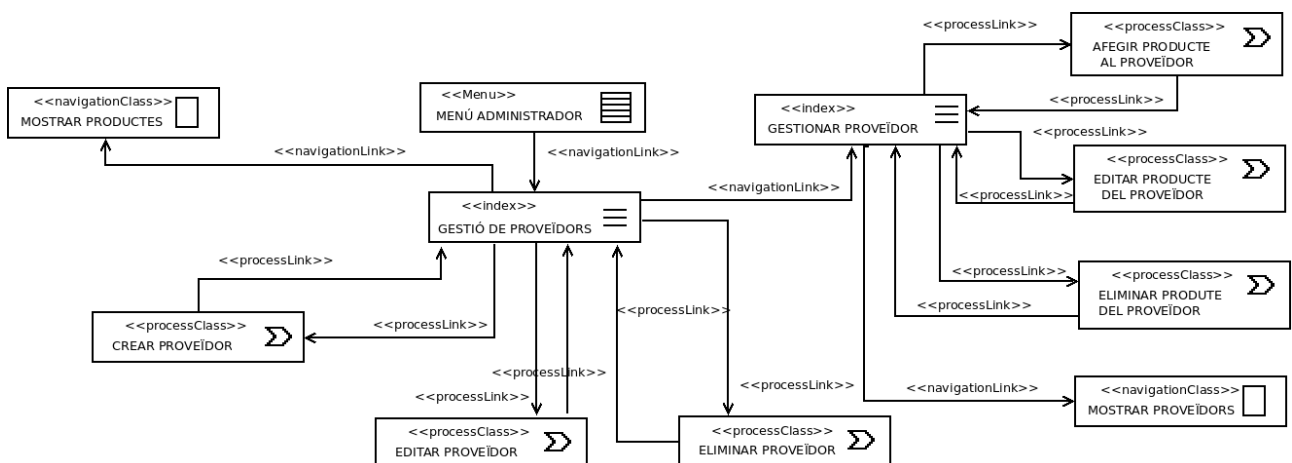 <<processLink>>
<<processClass>>
AFEGIR PRODUCTE
AL PROVEÏDOR
<<navigationClass>>
MOSTRAR PRODUCTES
<<Menu>>
MENÚ ADMINISTRADOR
<<index>>
GESTIONAR PROVEÏDOR
<<processLink>>
<<processLink>>
<<navigationLink>>
<<navigationLink>>
<<processClass>>
EDITAR PRODUCTE
DEL PROVEÏDOR
<<processLink>>
<<navigationLink>>
<<index>>
GESTIÓ DE PROVEÏDORS
<<processLink>>
<<processLink>>
<<processClass>>
ELIMINAR PRODUTE
DEL PROVEÏDOR
<<processLink>>
<<processLink>>
<<processClass>>
CREAR PROVEÏDOR
<<processLink>>
<<processLink>>
<<processLink>>
<<processLink>>
<<navigationLink>>
<<navigationClass>>
MOSTRAR PROVEÏDORS
<<processClass>>
EDITAR PROVEÏDOR
<<processClass>>
ELIMINAR PROVEÏDOR